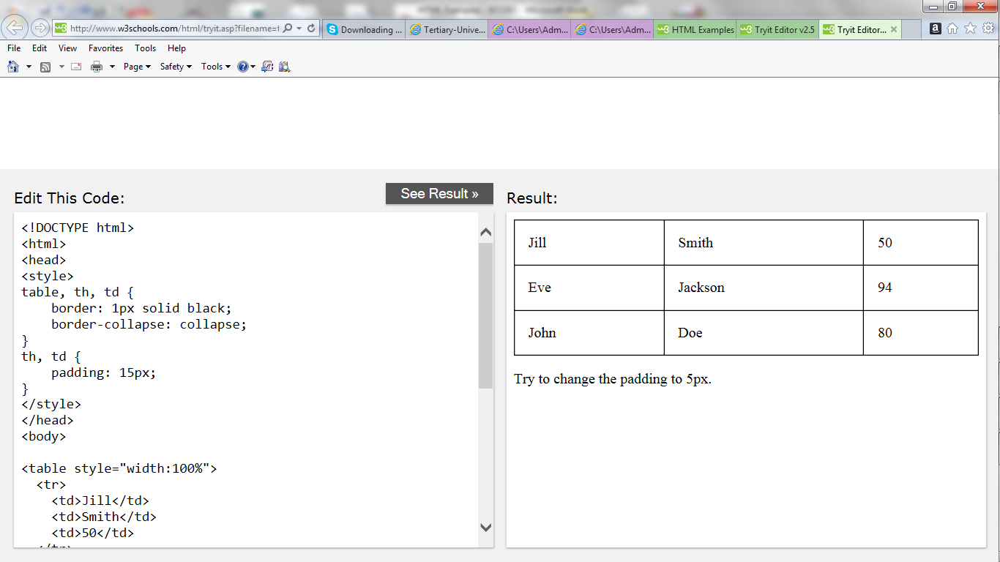 http://www.w3schools.com/html/tryit.asp?filename=t
Downloading ...
Tertiary-Unive...
C:\Users\Adm...
C:\Users\Adm...
HTML Examples
Tryit Editor v2.5
Tryit Editor...
File Edit View Favorites Tools Help
Page Safety Tools
Edit This Code:
See Result »
Result:
<!DOCTYPE html>
<html>
<head>
<style>
table, th, td {
    border: 1px solid black;
    border-collapse: collapse;
}
th, td {
    padding: 15px;
}
</style>
</head>
<body>
<table style="width:100%">
  <tr>
    <td>Jill</td>
    <td>Smith</td>
    <td>50</td>
  </tr>
Jill Smith 50
Eve Jackson 94
John Doe 80
Try to change the padding to 5px.